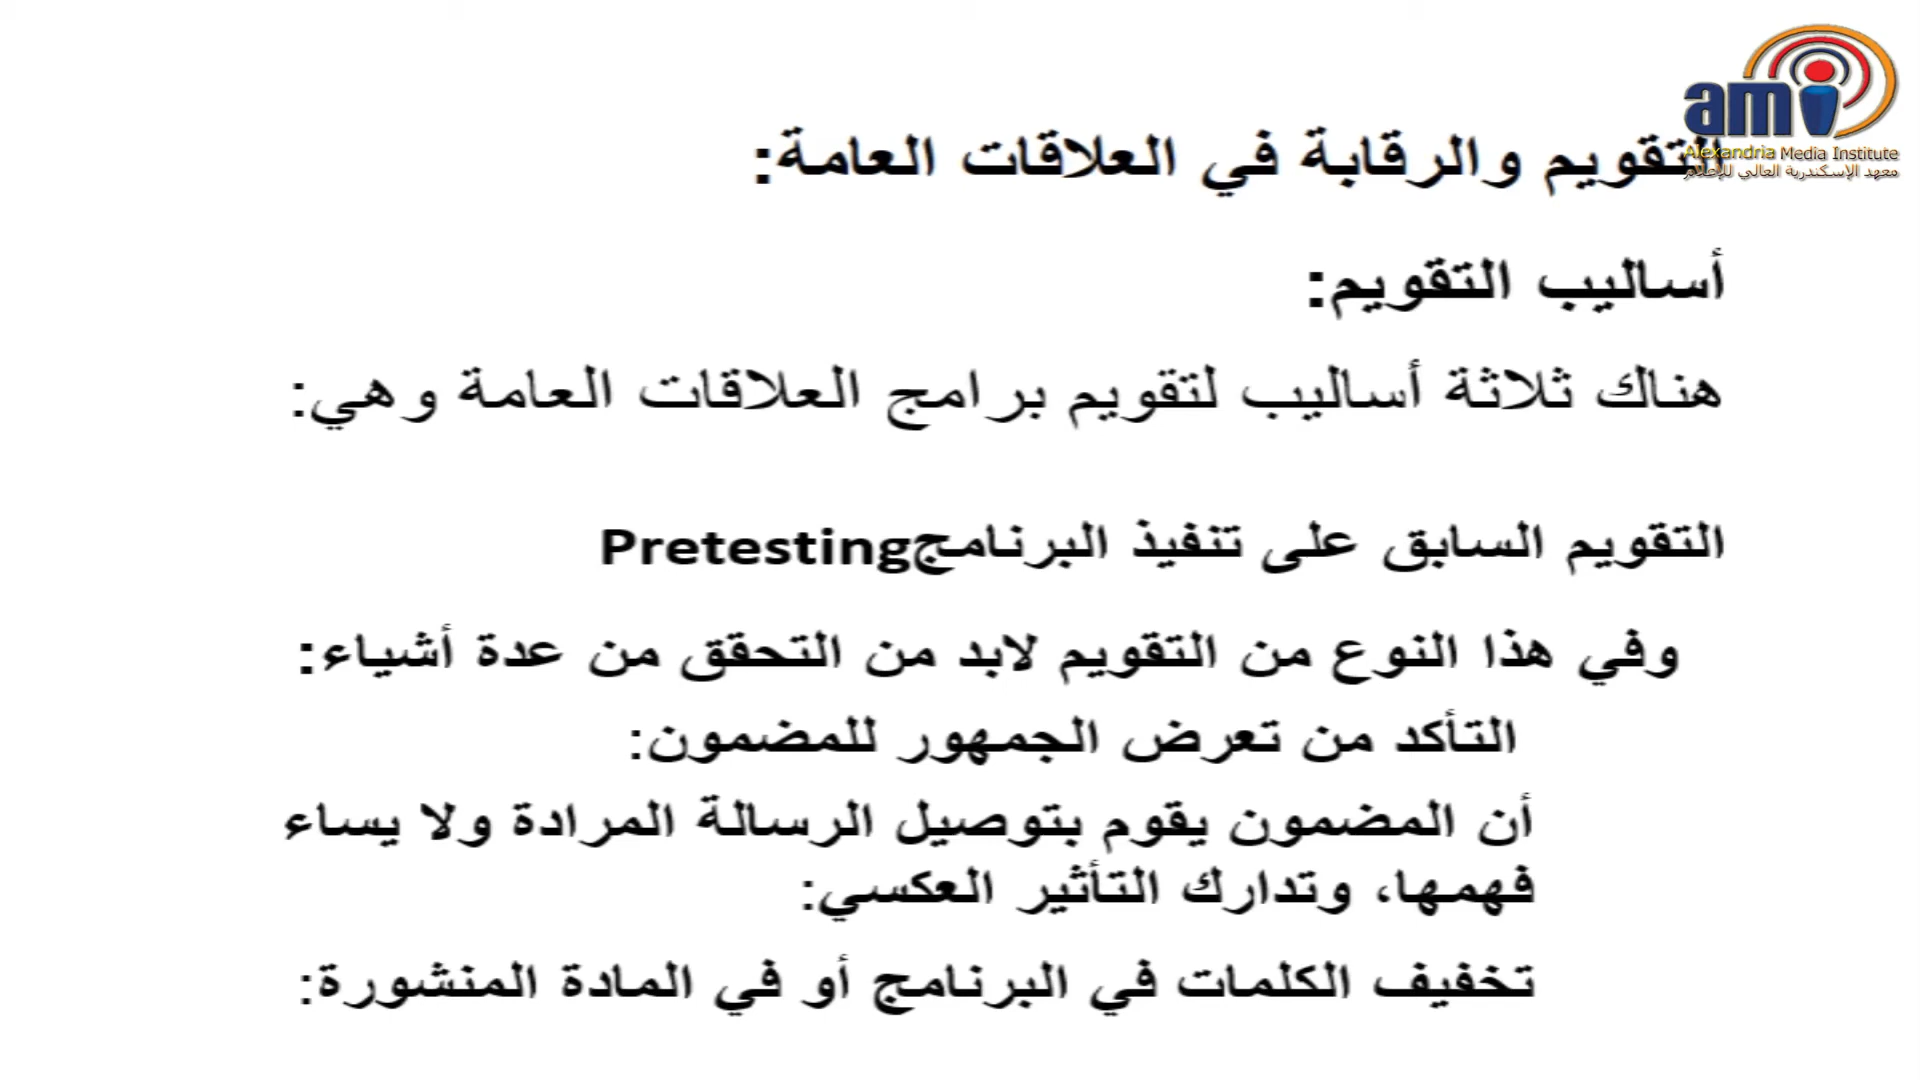 ami
Alexandria Media Institute
معهد الإسكندرية العالي للإعلام
التقويم والرقابة في العلاقات العامة:
أساليب التقويم:
هناك ثلاثة أساليب لتقويم برامج العلاقات العامة وهي:
التقويم السابق على تنفيذ البرنامجPretesting
وفي هذا النوع من التقويم لابد من التحقق من عدة أشياء:
التأكد من تعرض الجمهور للمضمون:
أن المضمون يقوم بتوصيل الرسالة المرادة ولا يساء
فهمها، وتدارك التأثير العكسي:
تخفيف الكلمات في البرنامج أو في المادة المنشورة: